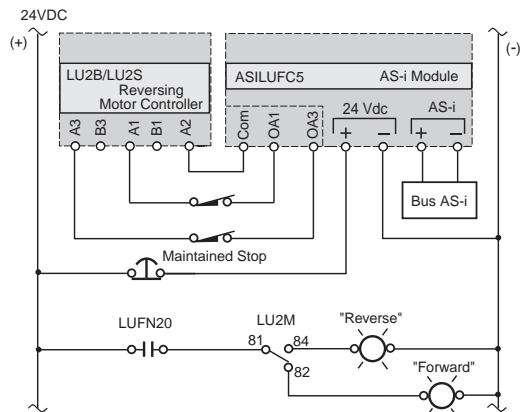 24VDC
(+)
(-)
LU2B/LU2S
Reversing
Motor Controller
ASILUFC5 AS-i Module
24 Vdc AS-i
A3 B3 A1 B1 A2
Com OA1 OA3
+ − + −
Bus AS-i
Maintained Stop
LUFN20
LU2M
81 84
82
"Reverse"
"Forward"